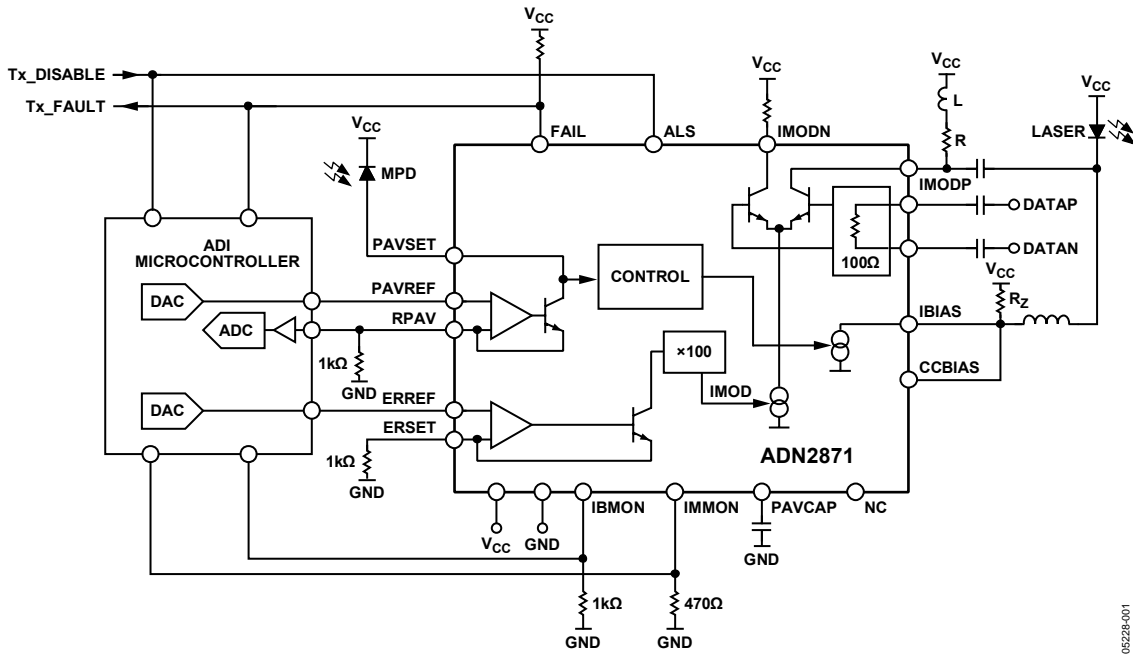 VCC
Tx_DISABLE
Tx_FAULT
VCC
VCC
L
VCC
LASER
R
FAIL
ALS
IMODN
VCC
MPD
IMODP
DATAP
DATAN
100Ω
ADI
MICROCONTROLLER
PAVSET
CONTROL
VCC
RZ
DAC
PAVREF
IBIAS
ADC
RPAV
1kΩ
GND
×100
CCBIAS
IMOD
DAC
ERREF
ERSET
1kΩ
GND
ADN2871
VCC
GND
IBMON
IMMON
PAVCAP
NC
GND
1kΩ
470Ω
GND
GND
05228-001